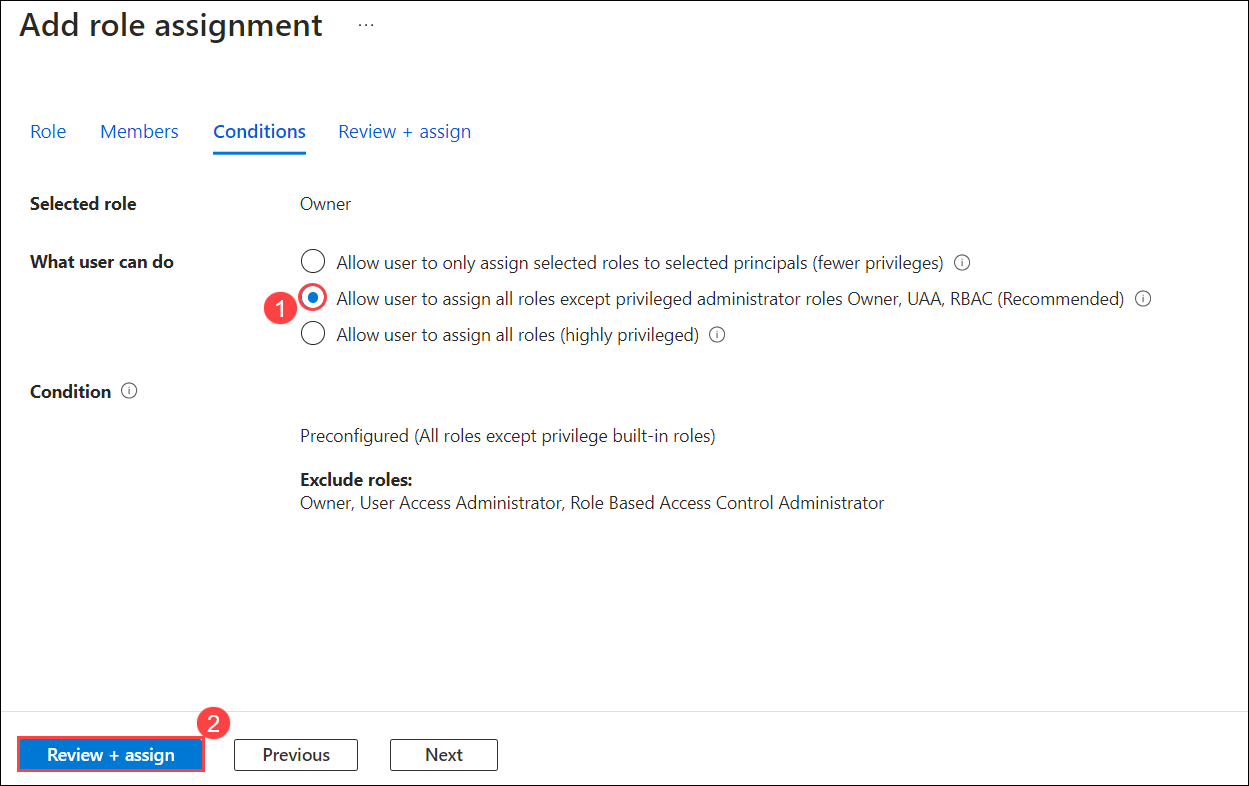 Add role assignment ...
Role Members Conditions Review + assign
Selected role Owner
What user can do
Allow user to only assign selected roles to selected principals (fewer privileges)
1 Allow user to assign all roles except privileged administrator roles Owner, UAA, RBAC (Recommended)
Allow user to assign all roles (highly privileged)
Condition
Preconfigured (All roles except privilege built-in roles)
Exclude roles:
Owner, User Access Administrator, Role Based Access Control Administrator
2
Review + assign Previous Next